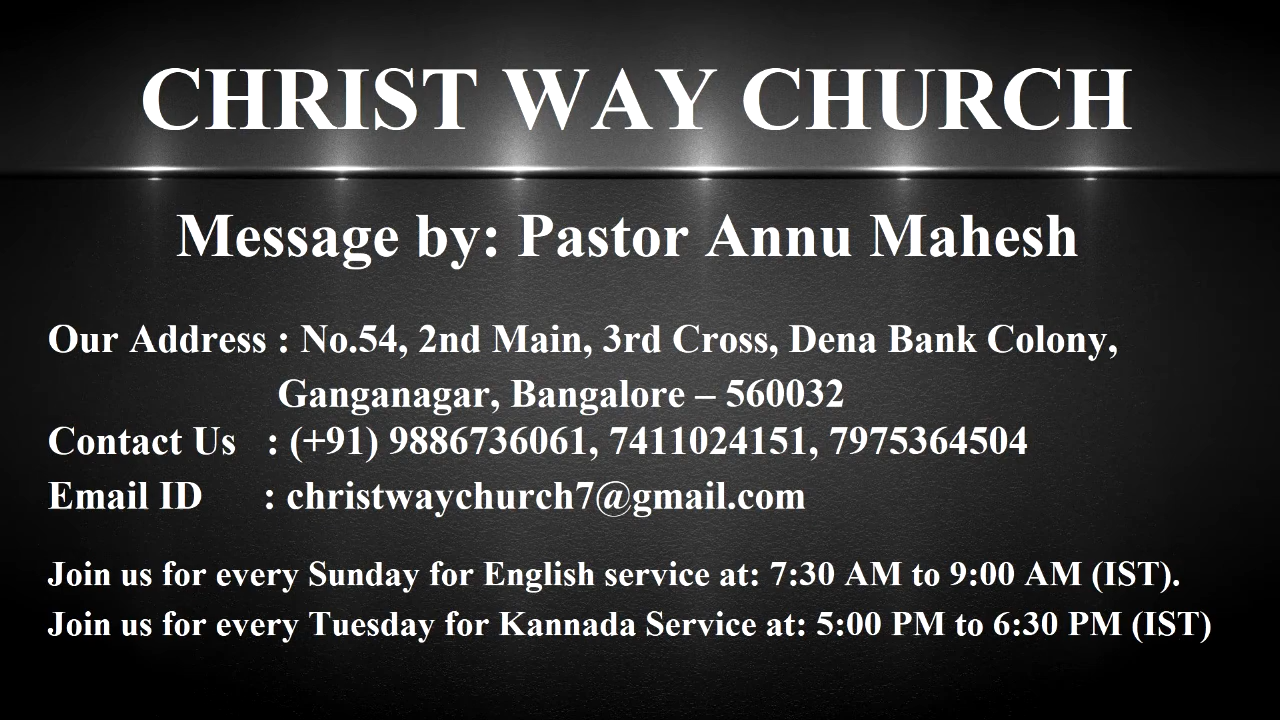 CHRIST WAY CHURCH
Message by: Pastor Annu Mahesh
Our Address : No.54, 2nd Main, 3rd Cross, Dena Bank Colony,
Ganganagar, Bangalore – 560032
Contact Us : (+91) 9886736061, 7411024151, 7975364504
Email ID : christwaychurch7@gmail.com
Join us for every Sunday for English service at: 7:30 AM to 9:00 AM (IST).
Join us for every Tuesday for Kannada Service at: 5:00 PM to 6:30 PM (IST)